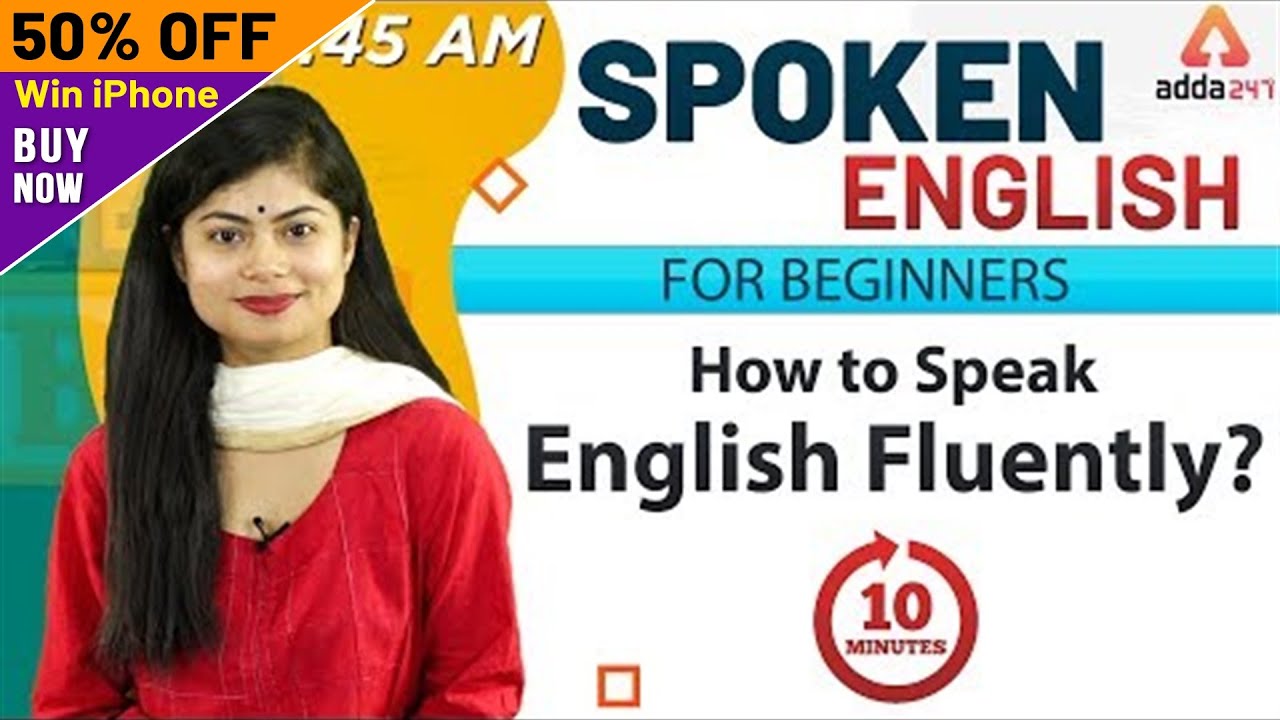 50% OFF
Win iPhone
BUY
NOW
45 AM
SPOKEN
ENGLISH
adda247
FOR BEGINNERS
How to Speak
English Fluently?
10
MINUTES